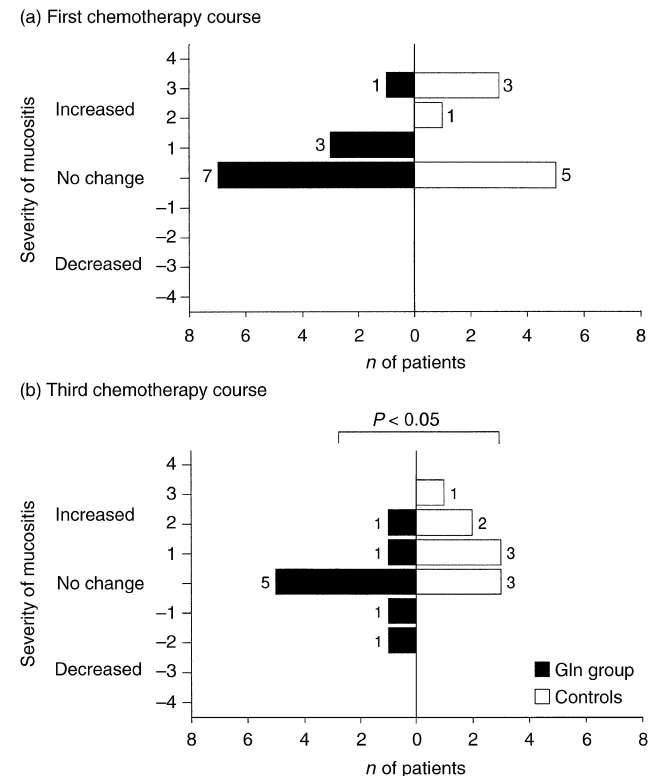 (a) First chemotherapy course
4
3
2
1
–1
–2
–3
–4
Increased
No change
Decreased
Severity of mucositis
1
3
1
3
7
5
8 6 4 2 0 2 4 6 8
n of patients
(b) Third chemotherapy course
P < 0.05
4
3
2
1
–1
–2
–3
–4
Increased
No change
Decreased
Severity of mucositis
1
1
2
1
3
5
3
1
1
Gln group
Controls
8 6 4 2 0 2 4 6 8
n of patients